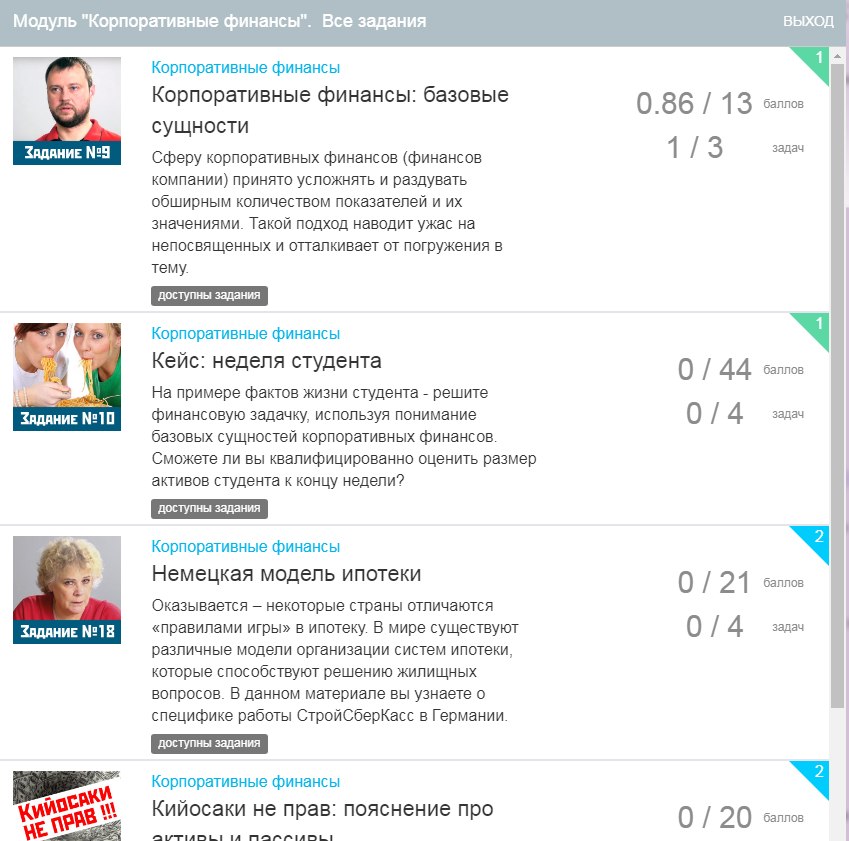 Модуль "Корпоративные финансы". Все задания
ВЫХОД
Задание №9
Корпоративные финансы
Корпоративные финансы: базовые
сущности
Сферу корпоративных финансов (финансов
компании) принято усложнять и раздувать
обширным количеством показателей и их
значениями. Такой подход наводит ужас на
непосвященных и отталкивает от погружения в
тему.
доступны задания
1
0.86 / 13 баллов
1 / 3 задач
Задание №10
Корпоративные финансы
Кейс: неделя студента
На примере фактов жизни студента - решите
финансовую задачку, используя понимание
базовых сущностей корпоративных финансов.
Сможете ли вы квалифицированно оценить размер
активов студента к концу недели?
доступны задания
1
0 / 44 баллов
0 / 4 задач
Задание №18
Корпоративные финансы
Немецкая модель ипотеки
Оказывается – некоторые страны отличаются
«правилами игры» в ипотеку. В мире существуют
различные модели организации систем ипотеки,
которые способствуют решению жилищных
вопросов. В данном материале вы узнаете о
специфике работы СтройСберКасс в Германии.
доступны задания
2
0 / 21 баллов
0 / 4 задач
Кийосаки
не прав !!!
Корпоративные финансы
Кийосаки не прав: пояснение про
активы и пассивы
2
0 / 20 баллов